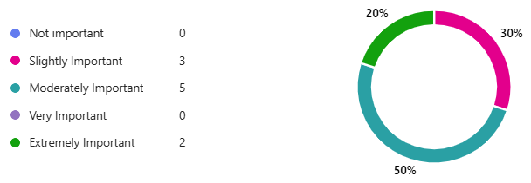 Not important 0
Slightly Important 3
Moderately Important 5
Very Important 0
Extremely Important 2
20%
30%
50%